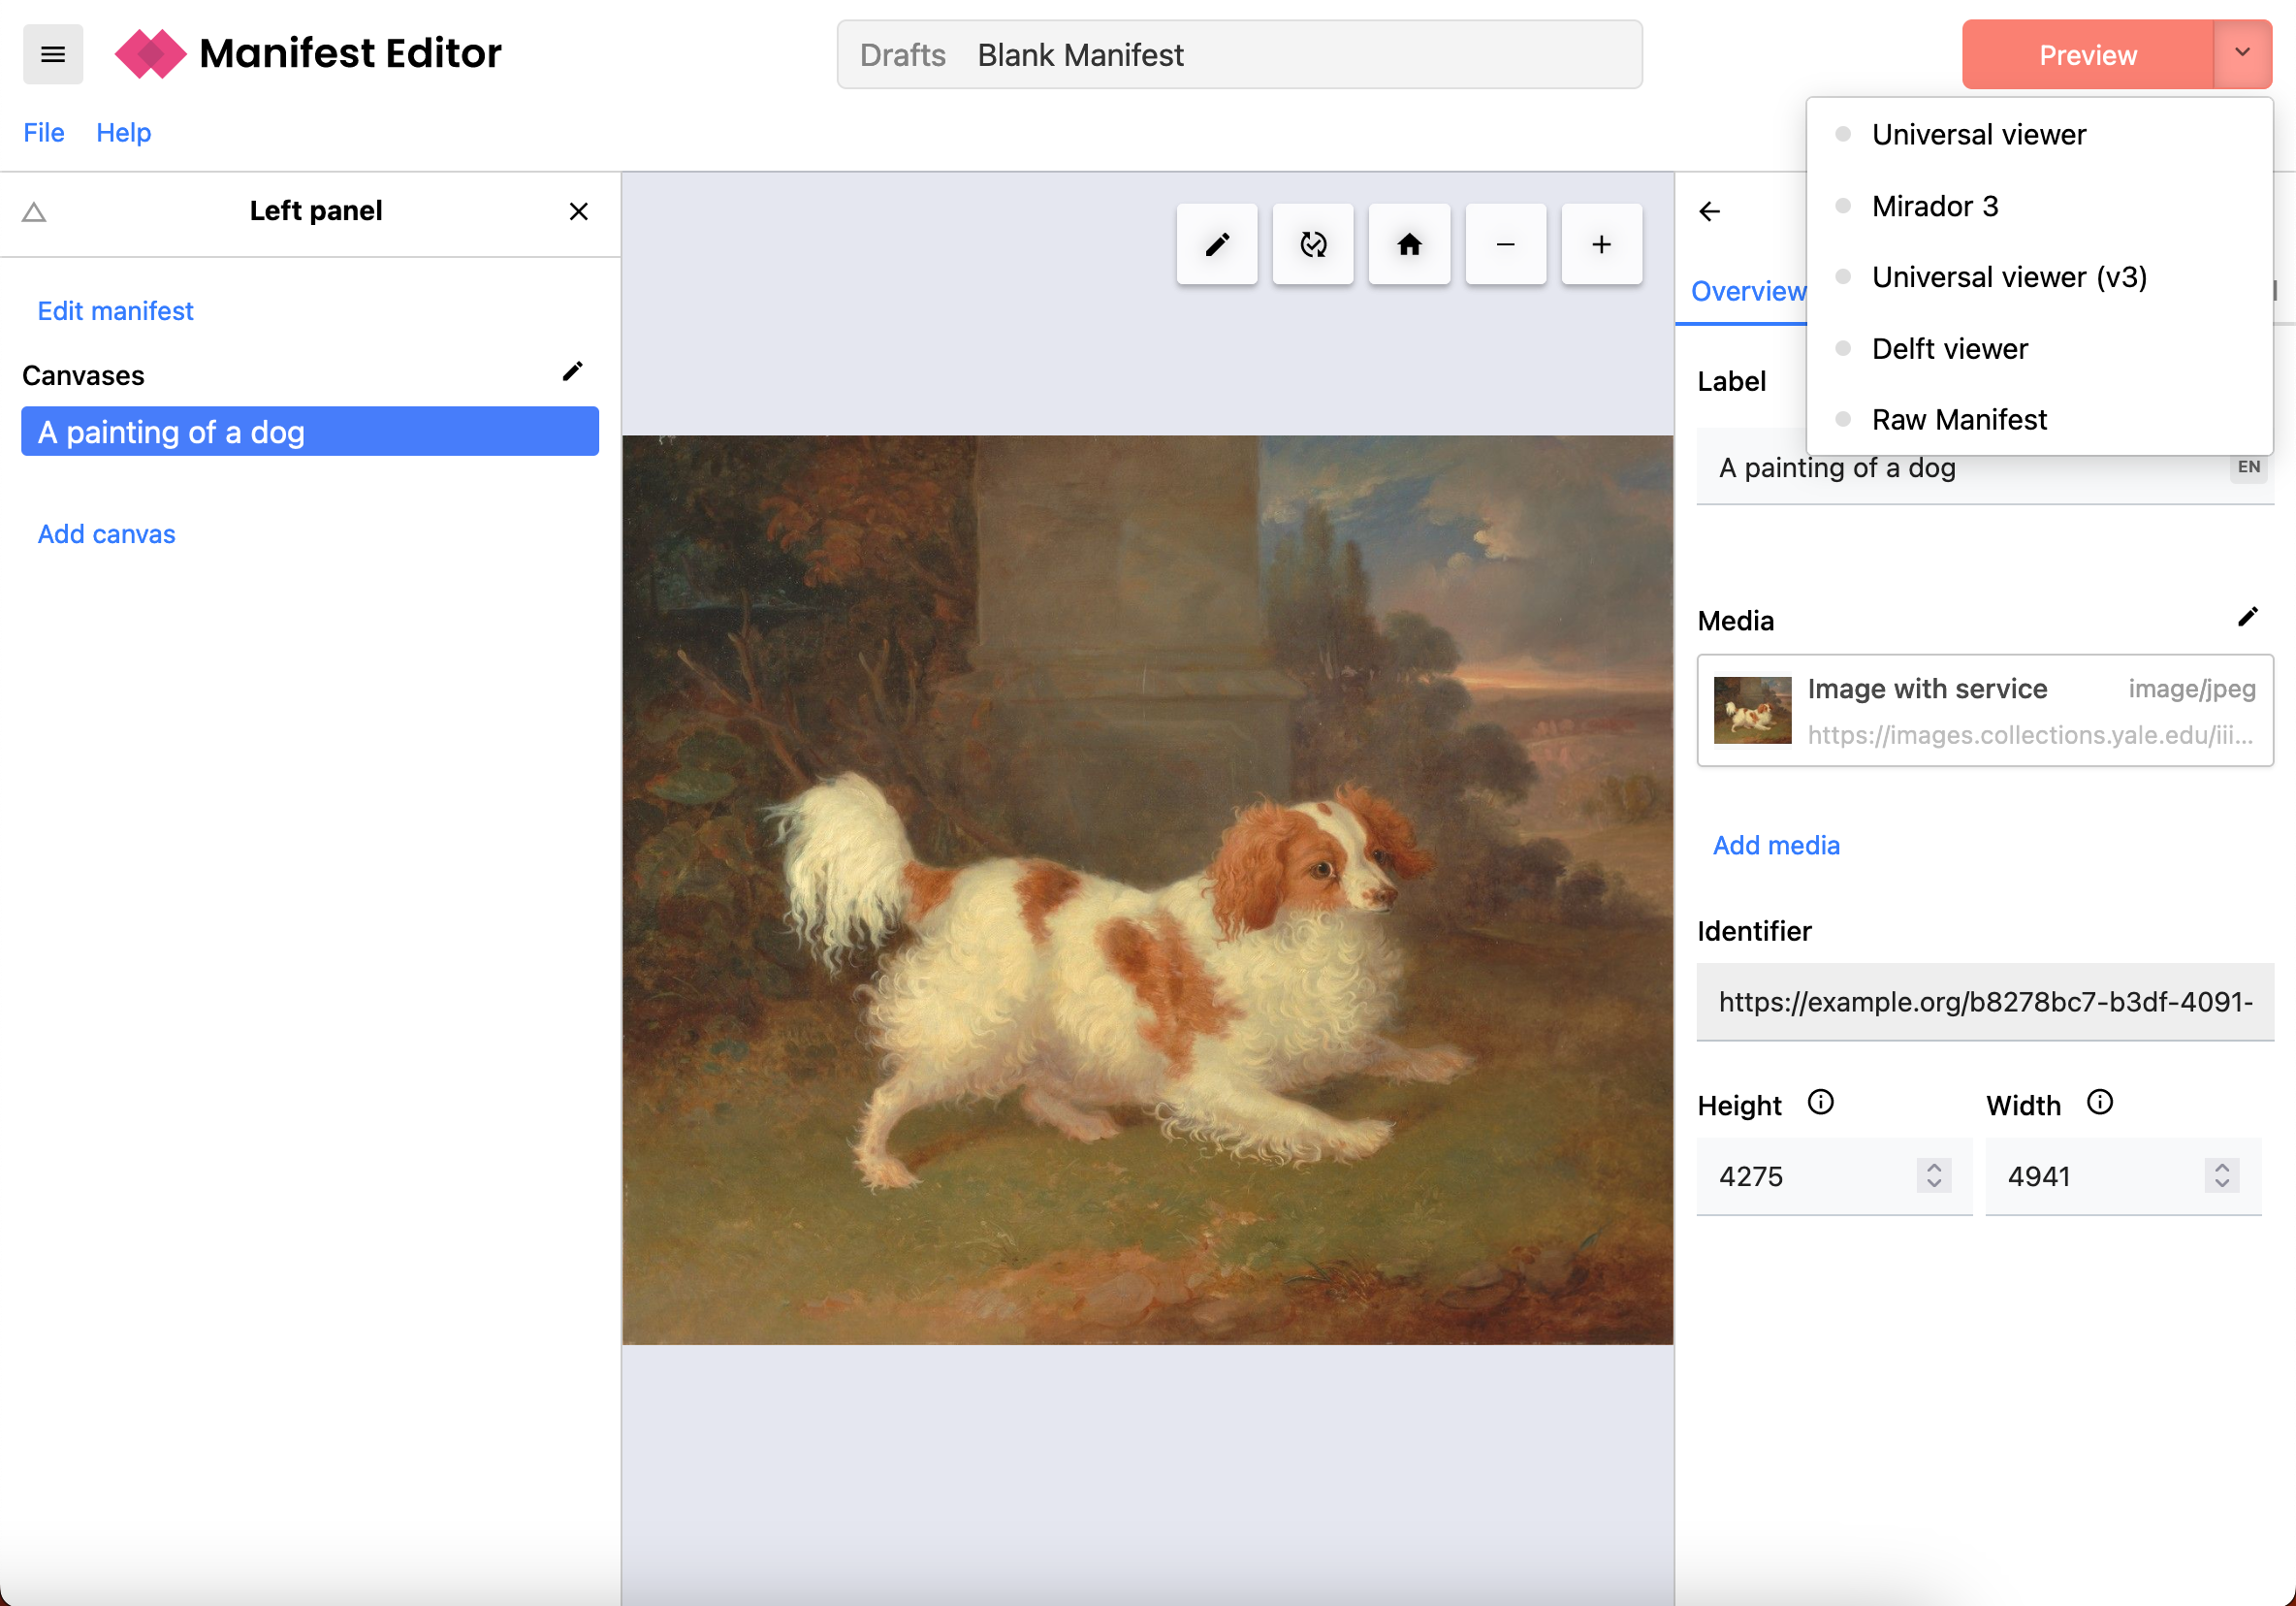 Manifest Editor
Drafts Blank Manifest
Preview
File Help
Universal viewer
Mirador 3
Universal viewer (v3)
Delft viewer
Raw Manifest
Left panel
Edit manifest
Canvases
A painting of a dog
Add canvas
Overview
Label
A painting of a dog EN
Media
Image with service image/jpeg
https://images.collections.yale.edu/iii...
Add media
Identifier
https://example.org/b8278bc7-b3df-4091-
Height Width
4275 4941